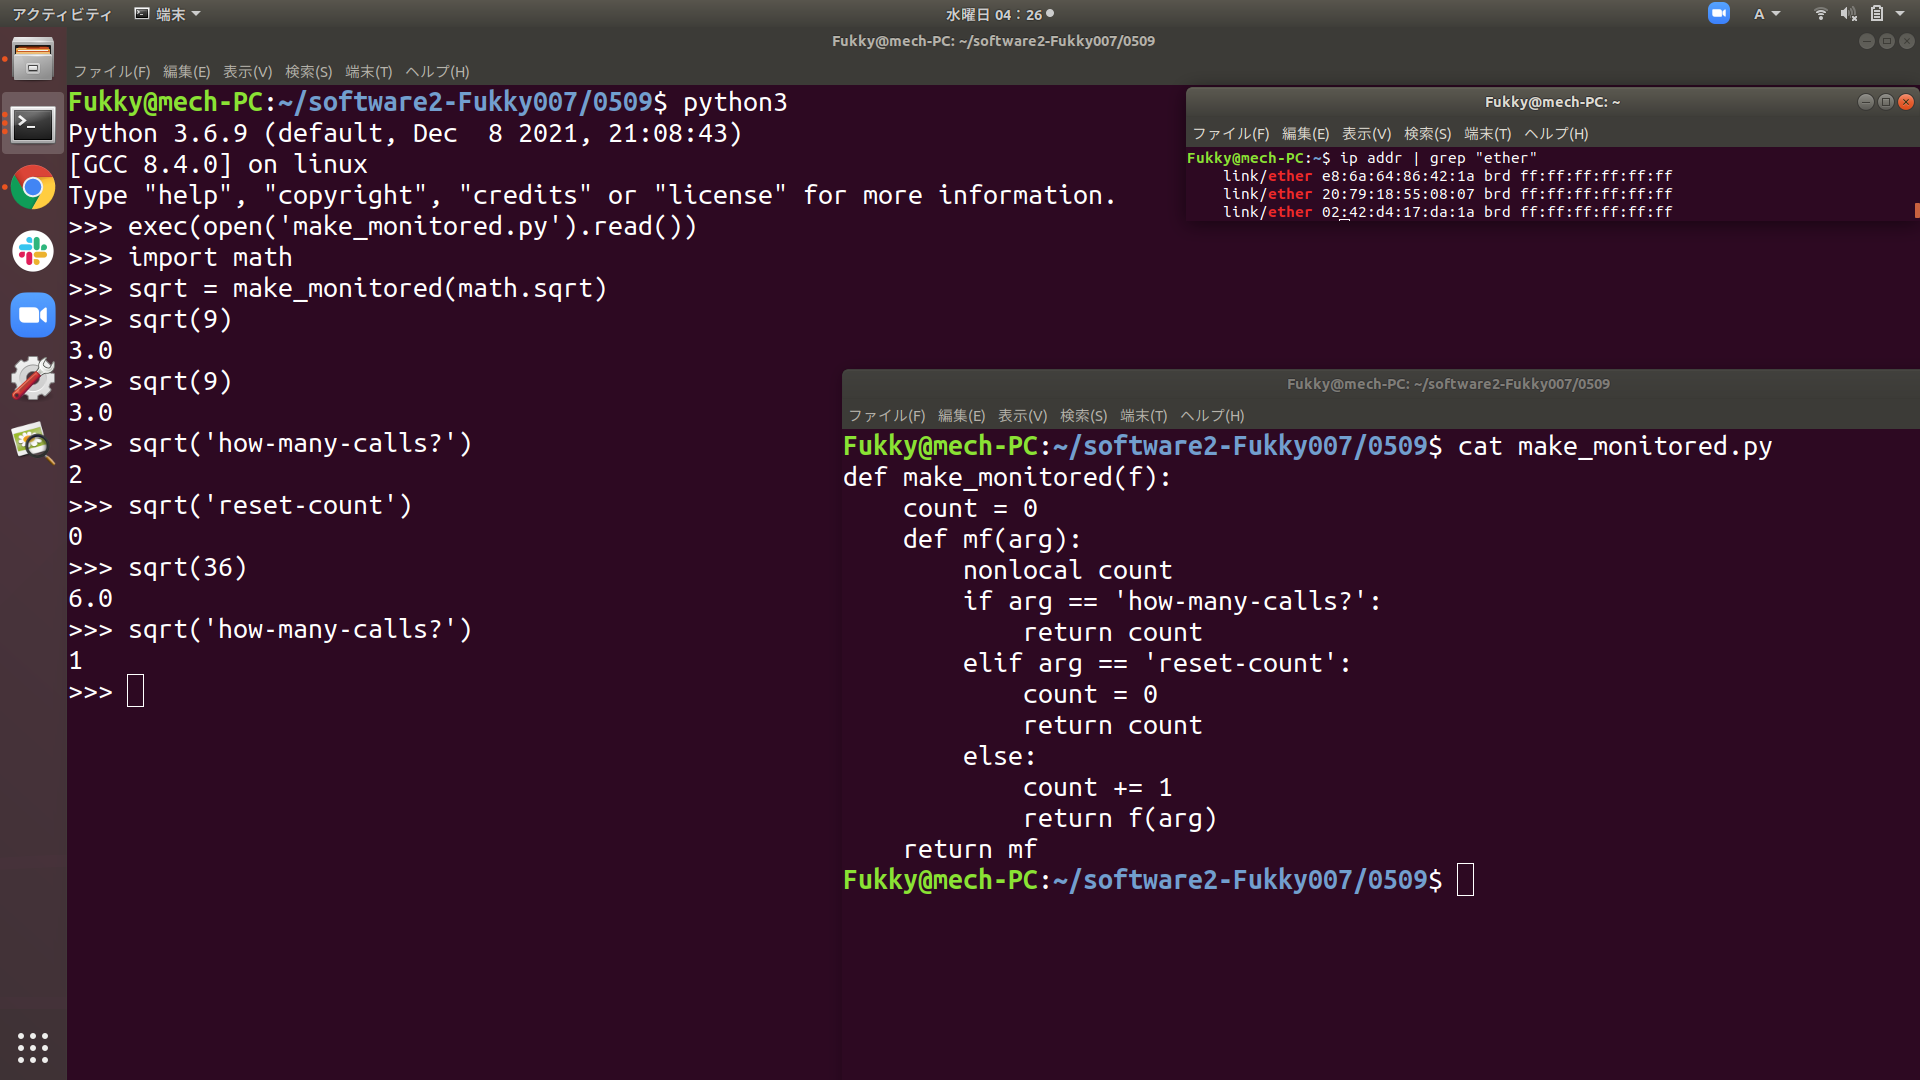 アクティビティ 端末 水曜日 04：26 A
Fukky@mech-PC: ~/software2-Fukky007/0509
ファイル(F) 編集(E) 表示(V) 検索(S) 端末(T) ヘルプ(H)
Fukky@mech-PC:~/software2-Fukky007/0509$ python3
Python 3.6.9 (default, Dec  8 2021, 21:08:43)
[GCC 8.4.0] on linux
Type "help", "copyright", "credits" or "license" for more information.
>>> exec(open('make_monitored.py').read())
>>> import math
>>> sqrt = make_monitored(math.sqrt)
>>> sqrt(9)
3.0
>>> sqrt(9)
3.0
>>> sqrt('how-many-calls?')
2
>>> sqrt('reset-count')
0
>>> sqrt(36)
6.0
>>> sqrt('how-many-calls?')
1
>>>
Fukky@mech-PC: ~
ファイル(F) 編集(E) 表示(V) 検索(S) 端末(T) ヘルプ(H)
Fukky@mech-PC:~$ ip addr | grep "ether"
    link/ether e8:6a:64:86:42:1a brd ff:ff:ff:ff:ff:ff
    link/ether 20:79:18:55:08:07 brd ff:ff:ff:ff:ff:ff
    link/ether 02:42:d4:17:da:1a brd ff:ff:ff:ff:ff:ff
Fukky@mech-PC: ~/software2-Fukky007/0509
ファイル(F) 編集(E) 表示(V) 検索(S) 端末(T) ヘルプ(H)
Fukky@mech-PC:~/software2-Fukky007/0509$ cat make_monitored.py
def make_monitored(f):
    count = 0
    def mf(arg):
        nonlocal count
        if arg == 'how-many-calls?':
            return count
        elif arg == 'reset-count':
            count = 0
            return count
        else:
            count += 1
            return f(arg)
    return mf
Fukky@mech-PC:~/software2-Fukky007/0509$